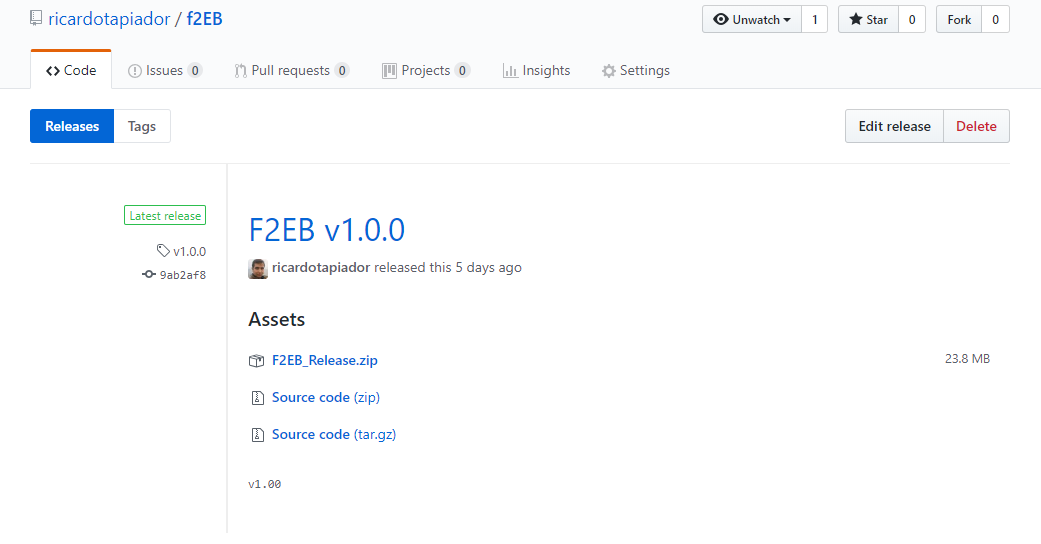 ricardotapiador / f2EB
Unwatch 1 Star 0 Fork 0
Code Issues 0 Pull requests 0 Projects 0 Insights Settings
Releases Tags Edit release Delete
Latest release
v1.0.0
9ab2af8
F2EB v1.0.0
ricardotapiador released this 5 days ago
Assets
F2EB_Release.zip 23.8 MB
Source code (zip)
Source code (tar.gz)
v1.00